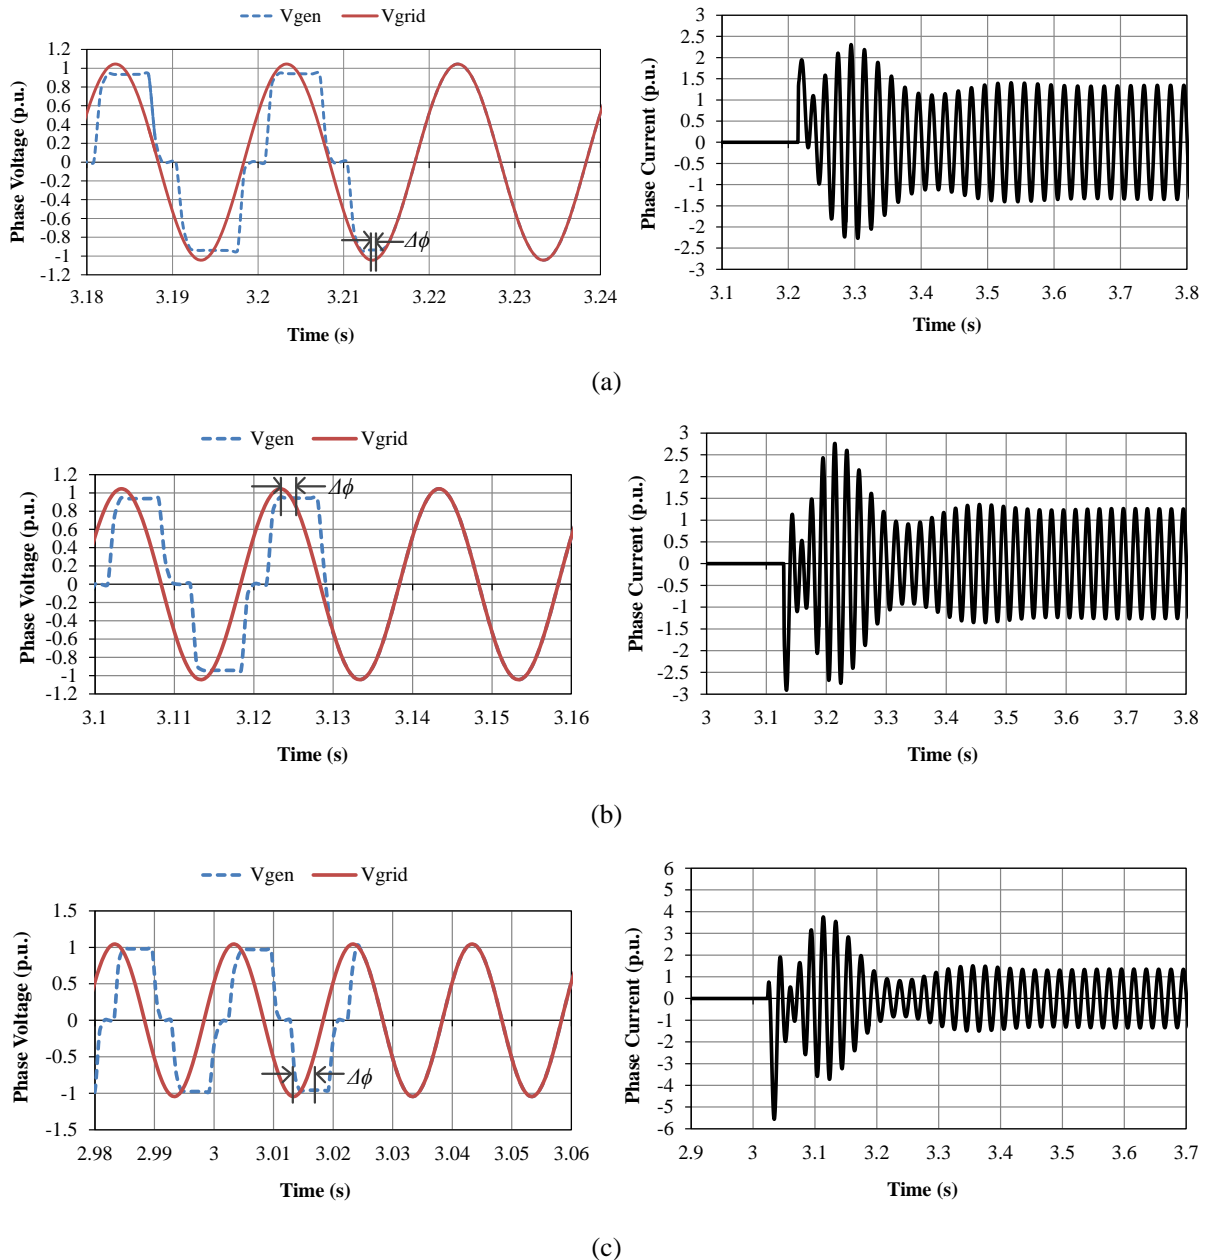 Vgen Vgrid
Phase Voltage (p.u.)
1.2
1
0.8
0.6
0.4
0.2
0
-0.2
-0.4
-0.6
-0.8
-1
-1.2
Δϕ
3.18 3.19 3.2 3.21 3.22 3.23 3.24
Time (s)
Phase Current (p.u.)
3
2.5
2
1.5
1
0.5
0
-0.5
-1
-1.5
-2
-2.5
-3
3.1 3.2 3.3 3.4 3.5 3.6 3.7 3.8
Time (s)
(a)
Vgen Vgrid
Phase Voltage (p.u.)
1.2
1
0.8
0.6
0.4
0.2
0
-0.2
-0.4
-0.6
-0.8
-1
-1.2
Δϕ
3.1 3.11 3.12 3.13 3.14 3.15 3.16
Time (s)
Phase Current (p.u.)
3
2.5
2
1.5
1
0.5
0
-0.5
-1
-1.5
-2
-2.5
-3
3 3.1 3.2 3.3 3.4 3.5 3.6 3.7 3.8
Time (s)
(b)
Vgen Vgrid
Phase Voltage (p.u.)
1.5
1
0.5
0
-0.5
-1
-1.5
Δϕ
2.98 2.99 3 3.01 3.02 3.03 3.04 3.05 3.06
Time (s)
Phase Current (p.u.)
6
5
4
3
2
1
0
-1
-2
-3
-4
-5
-6
2.9 3 3.1 3.2 3.3 3.4 3.5 3.6 3.7
Time (s)
(c)